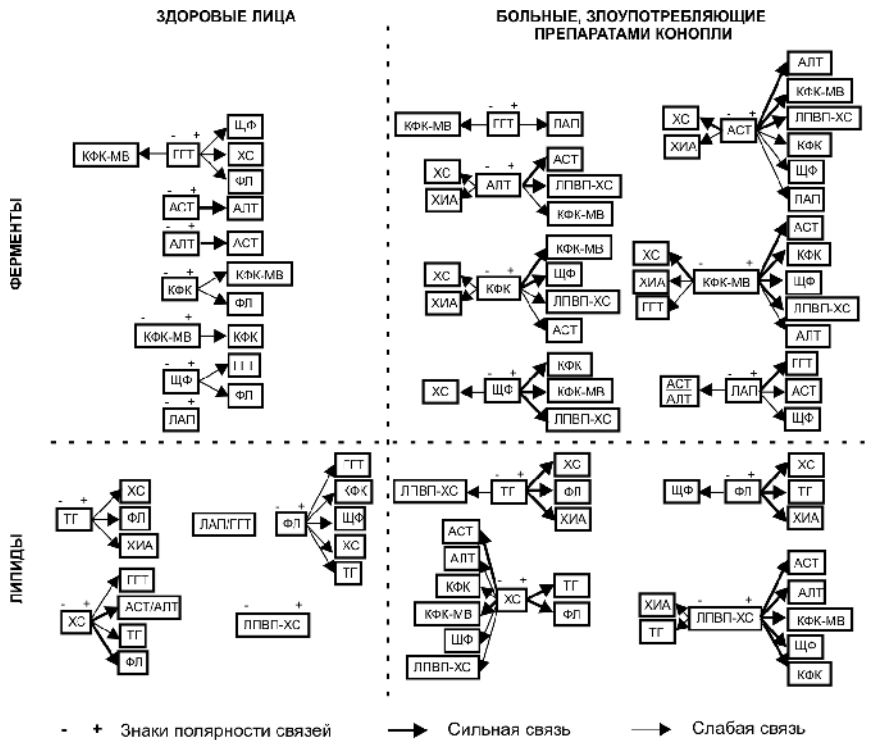 ЗДОРОВЫЕ ЛИЦА
БОЛЬНЫЕ, ЗЛОУПОТРЕБЛЯЮЩИЕ
ПРЕПАРАТАМИ КОНОПЛИ
ФЕРМЕНТЫ
КФК-МВ - ГГТ + ЩФ
ХС
ФЛ
- АСТ + АЛТ
- АЛТ + АСТ
КФК - + КФК-МВ
ФЛ
- КФК-МВ + КФК
- ЩФ + ГГТ
ФЛ
ЛАП
КФК-МВ - ГГТ + ЛАП
ХС
ХИА
- АЛТ +
АСТ
ЛПВП-ХС
КФК-МВ
ХС
ХИА
- КФК +
КФК-МВ
ЩФ
ЛПВП-ХС
АСТ
ХС - ЩФ +
КФК
КФК-МВ
ЛПВП-ХС
ХС
ХИА
- АСТ +
АЛТ
КФК-МВ
ЛПВП-ХС
КФК
ЩФ
ЛАП
ХС
ХИА
ГГТ
- КФК-МВ +
АСТ
КФК
ЩФ
ЛПВП-ХС
АЛТ
АСТ
АЛТ
- ЛАП +
ГГТ
АСТ
ЩФ
ЛИПИДЫ
- ТГ +
ХС
ФЛ
ХИА
ЛАП/ГГТ
- ФЛ +
ГГТ
КФК
ЩФ
ХС
ТГ
- ХС +
ГГТ
АСТ/АЛТ
ТГ
ФЛ
- +
ЛПВП-ХС
ЛПВП-ХС - ТГ +
ХС
ФЛ
ХИА
АСТ
АЛТ
КФК
КФК-МВ
ЩФ
ЛПВП-ХС
- ХС +
ТГ
ФЛ
ЩФ - ФЛ +
ХС
ТГ
ХИА
ХИА
ТГ
- ЛПВП-ХС +
АСТ
АЛТ
КФК-МВ
ЩФ
КФК
- + Знаки полярности связей Сильная связь Слабая связь